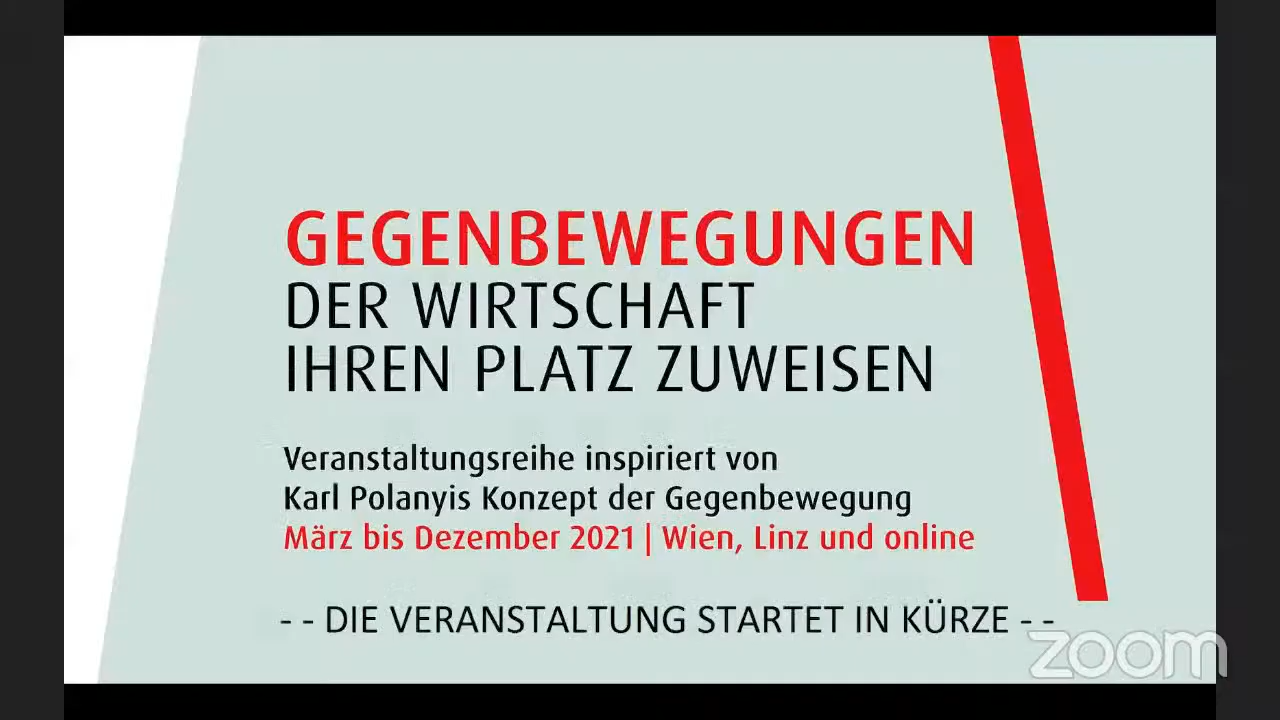 GEGENBEWEGUNGEN
DER WIRTSCHAFT
IHREN PLATZ ZUWEISEN
Veranstaltungsreihe inspiriert von
Karl Polanyis Konzept der Gegenbewegung
März bis Dezember 2021 | Wien, Linz und online
- - DIE VERANSTALTUNG STARTET IN KÜRZE - -
zoom